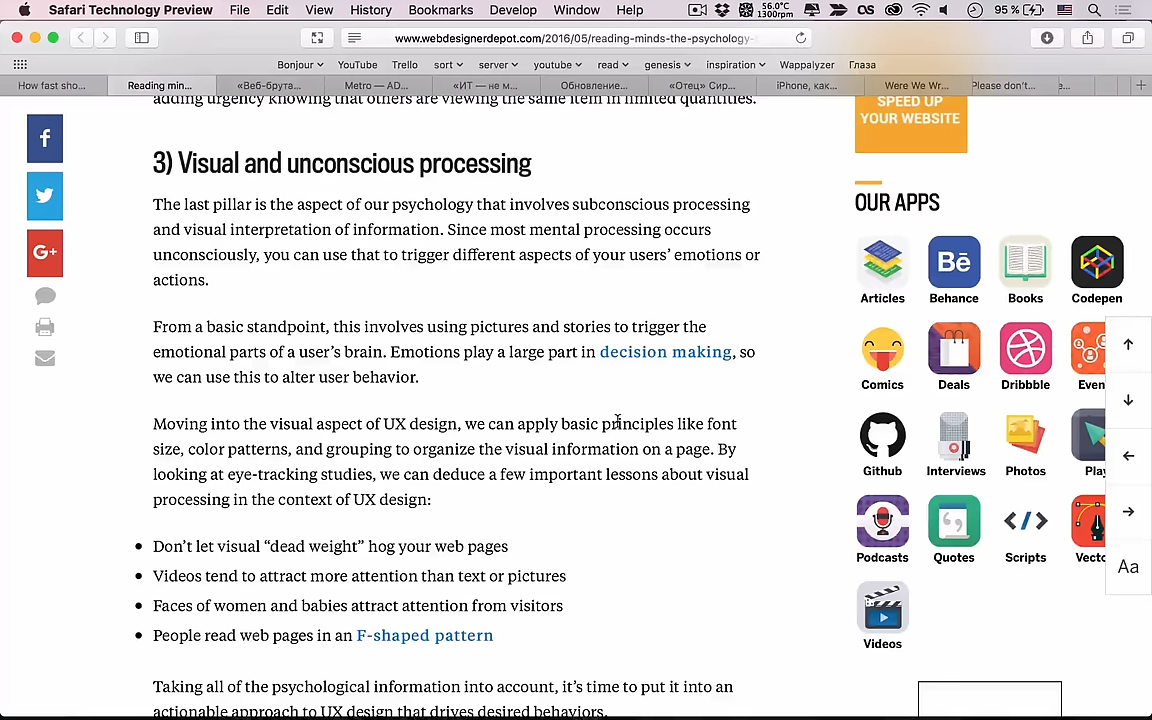 Safari Technology Preview File Edit View History Bookmarks Develop Window Help 56.0°C 1300rpm 95 %
www.webdesignerdepot.com/2016/05/reading-minds-the-psychology-
Bonjour YouTube Trello sort server youtube read genesis inspiration Wappalyzer Глаза
How fast sho... Reading min... «Веб-брута... Metro — AD... «ИТ — не м... Обновление... «Отец» Сир... iPhone, как... Were We Wr... Please don't... e...
adding urgency knowing that others are viewing the same item in limited quantities.
SPEED UP
YOUR WEBSITE
3) Visual and unconscious processing
The last pillar is the aspect of our psychology that involves subconscious processing
and visual interpretation of information. Since most mental processing occurs
unconsciously, you can use that to trigger different aspects of your users’ emotions or
actions.
From a basic standpoint, this involves using pictures and stories to trigger the
emotional parts of a user’s brain. Emotions play a large part in decision making, so
we can use this to alter user behavior.
Moving into the visual aspect of UX design, we can apply basic principles like font
size, color patterns, and grouping to organize the visual information on a page. By
looking at eye-tracking studies, we can deduce a few important lessons about visual
processing in the context of UX design:
Don’t let visual “dead weight” hog your web pages
Videos tend to attract more attention than text or pictures
Faces of women and babies attract attention from visitors
People read web pages in an F-shaped pattern
Taking all of the psychological information into account, it’s time to put it into an
actionable approach to UX design that drives desired behaviors.
OUR APPS
Bē
Articles Behance Books Codepen
Comics Deals Dribbble Even
Github Interviews Photos Play
Podcasts Quotes Scripts Vecto
Videos
Aa
f
G+